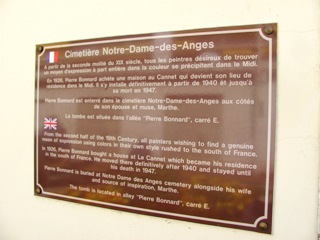 Cimetière Notre-Dame-des-Anges
A partir de la seconde moitié du XIX siècle, tous les peintres désireux de trouver
un moyen d'expression à part entière dans la couleur se précipitent dans le Midi.
En 1926, Pierre Bonnard achète une maison au Cannet qui devient son lieu de
résidence dans le Midi. Il s'y installe définitivement à partir de 1940 et jusqu'à
sa mort en 1947.
Pierre Bonnard est enterré dans le cimetière Notre-Dame-des-Anges aux côtés
de son épouse et muse, Marthe.
La tombe est située dans l'allée "Pierre Bonnard", carré E.
From the second half of the 19th Century, all painters wishing to find a genuine
mean of expression using colors in their own style rushed to the south of France.
In 1926, Pierre Bonnard bought a house at Le Cannet which became his residence
in the south of France. He moved there definitively after 1940 and stayed until
his death in 1947.
Pierre Bonnard is buried at Notre Dame des Anges cemetery alongside his wife
and source of inspiration, Marthe.
The tomb is located in alley "Pierre Bonnard", carré E.